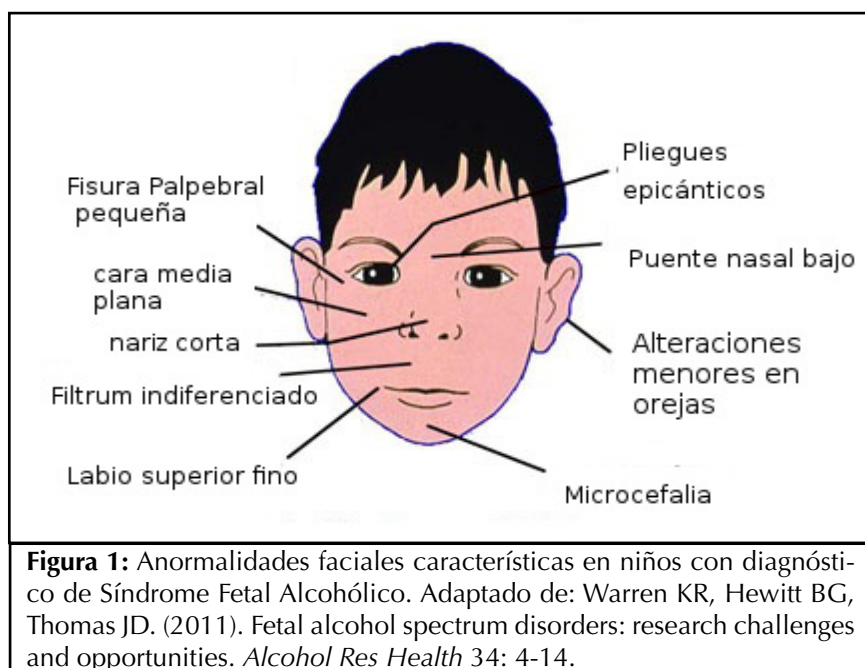 Fisura Palpebral
pequeña
cara media
plana
nariz corta
Filtrum indiferenciado
Labio superior fino
Pliegues
epicánticos
Puente nasal bajo
Alteraciones
menores en
orejas
Microcefalia
Figura 1: Anormalidades faciales características en niños con diagnósti-
co de Síndrome Fetal Alcohólico. Adaptado de: Warren KR, Hewitt BG,
Thomas JD. (2011). Fetal alcohol spectrum disorders: research challenges
and opportunities. Alcohol Res Health 34: 4-14.